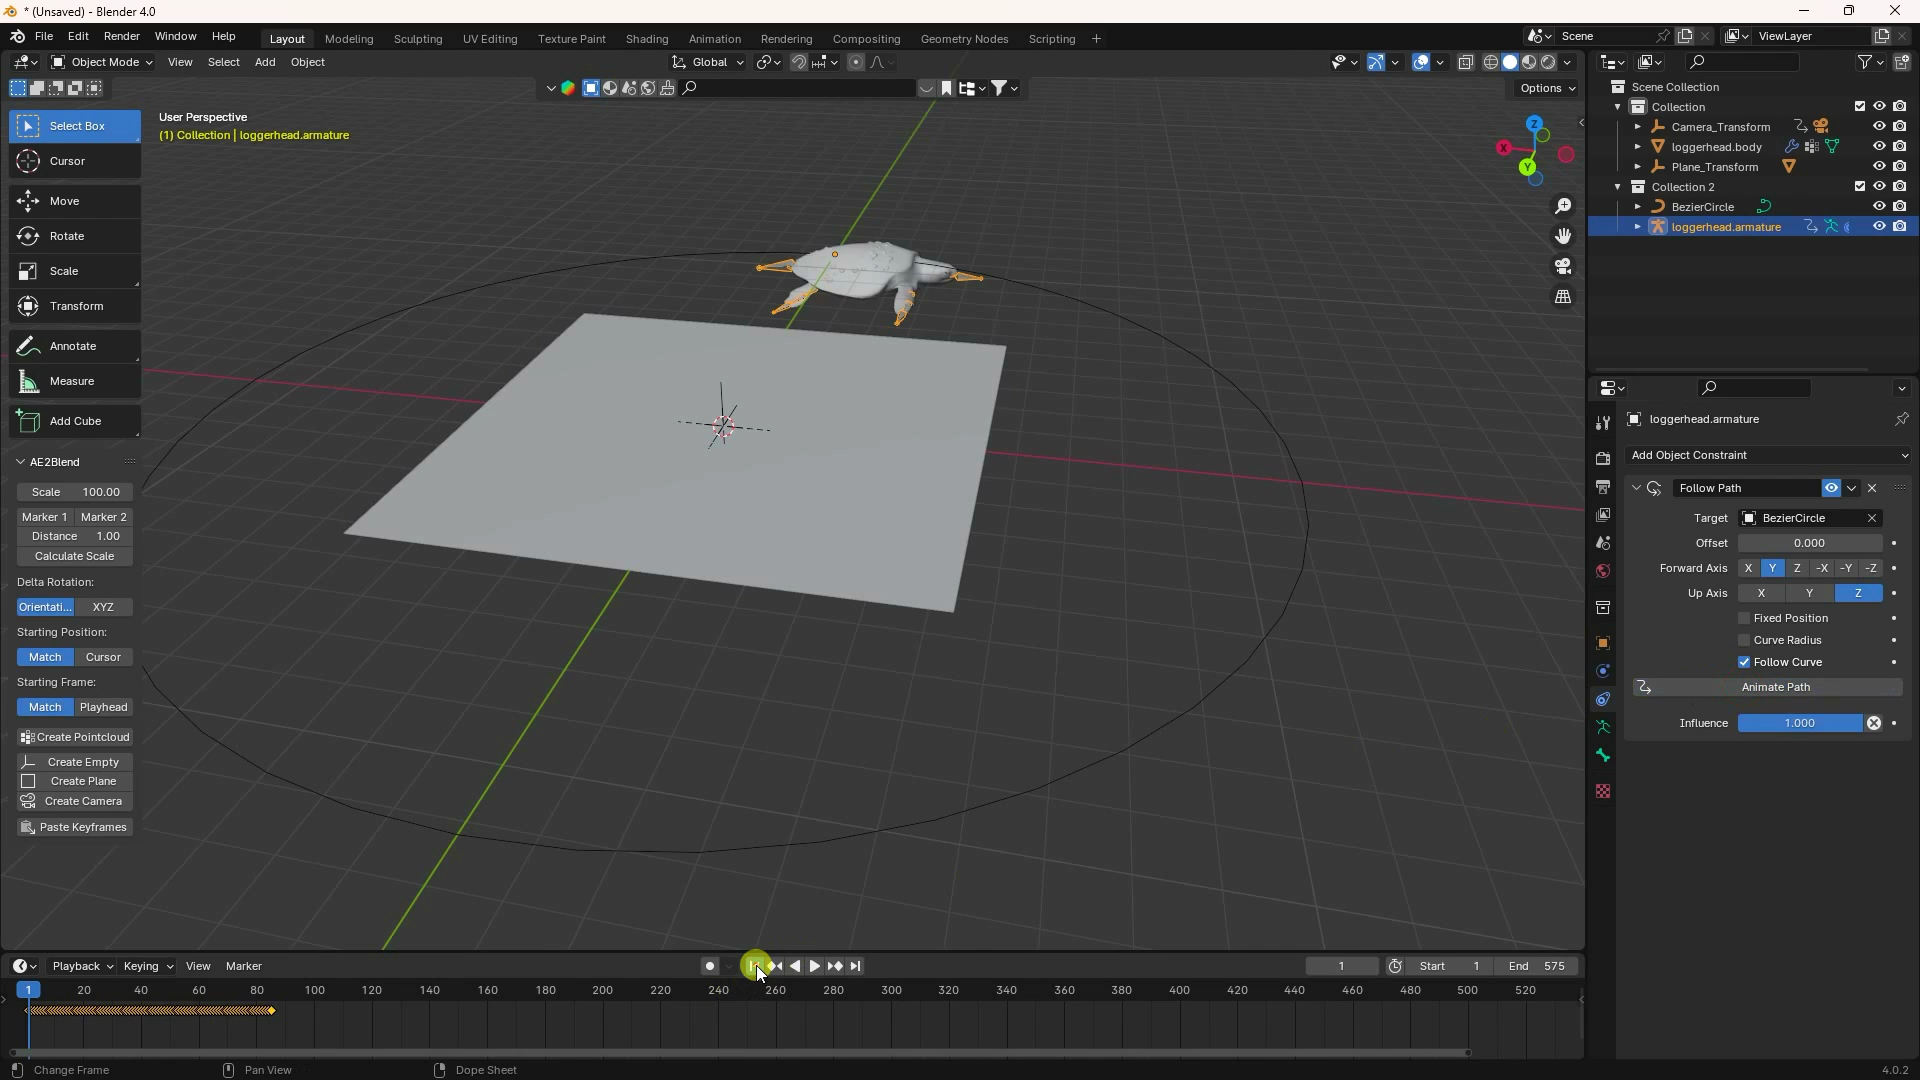 * (Unsaved) - Blender 4.0
File Edit Render Window Help Layout Modeling Sculpting UV Editing Texture Paint Shading Animation Rendering Compositing Geometry Nodes Scripting + Scene ViewLayer
Object Mode View Select Add Object Global
Options
Select Box
Cursor
Move
Rotate
Scale
Transform
Annotate
Measure
Add Cube
AE2Blend
Scale 100.00
Marker 1 Marker 2
Distance 1.00
Calculate Scale
Delta Rotation:
Orientati... XYZ
Starting Position:
Match Cursor
Starting Frame:
Match Playhead
Create Pointcloud
Create Empty
Create Plane
Create Camera
Paste Keyframes
User Perspective
(1) Collection | loggerhead.armature
Z
X
Y
Scene Collection
Collection
Camera_Transform
loggerhead.body
Plane_Transform
Collection 2
BezierCircle
loggerhead.armature
loggerhead.armature
Add Object Constraint
Follow Path
Target BezierCircle
Offset 0.000
Forward Axis X Y Z -X -Y -Z
Up Axis X Y Z
Fixed Position
Curve Radius
Follow Curve
Animate Path
Influence 1.000
Playback Keying View Marker 1 Start 1 End 575
1 20 40 60 80 100 120 140 160 180 200 220 240 260 280 300 320 340 360 380 400 420 440 460 480 500 520
Change Frame Pan View Dope Sheet 4.0.2